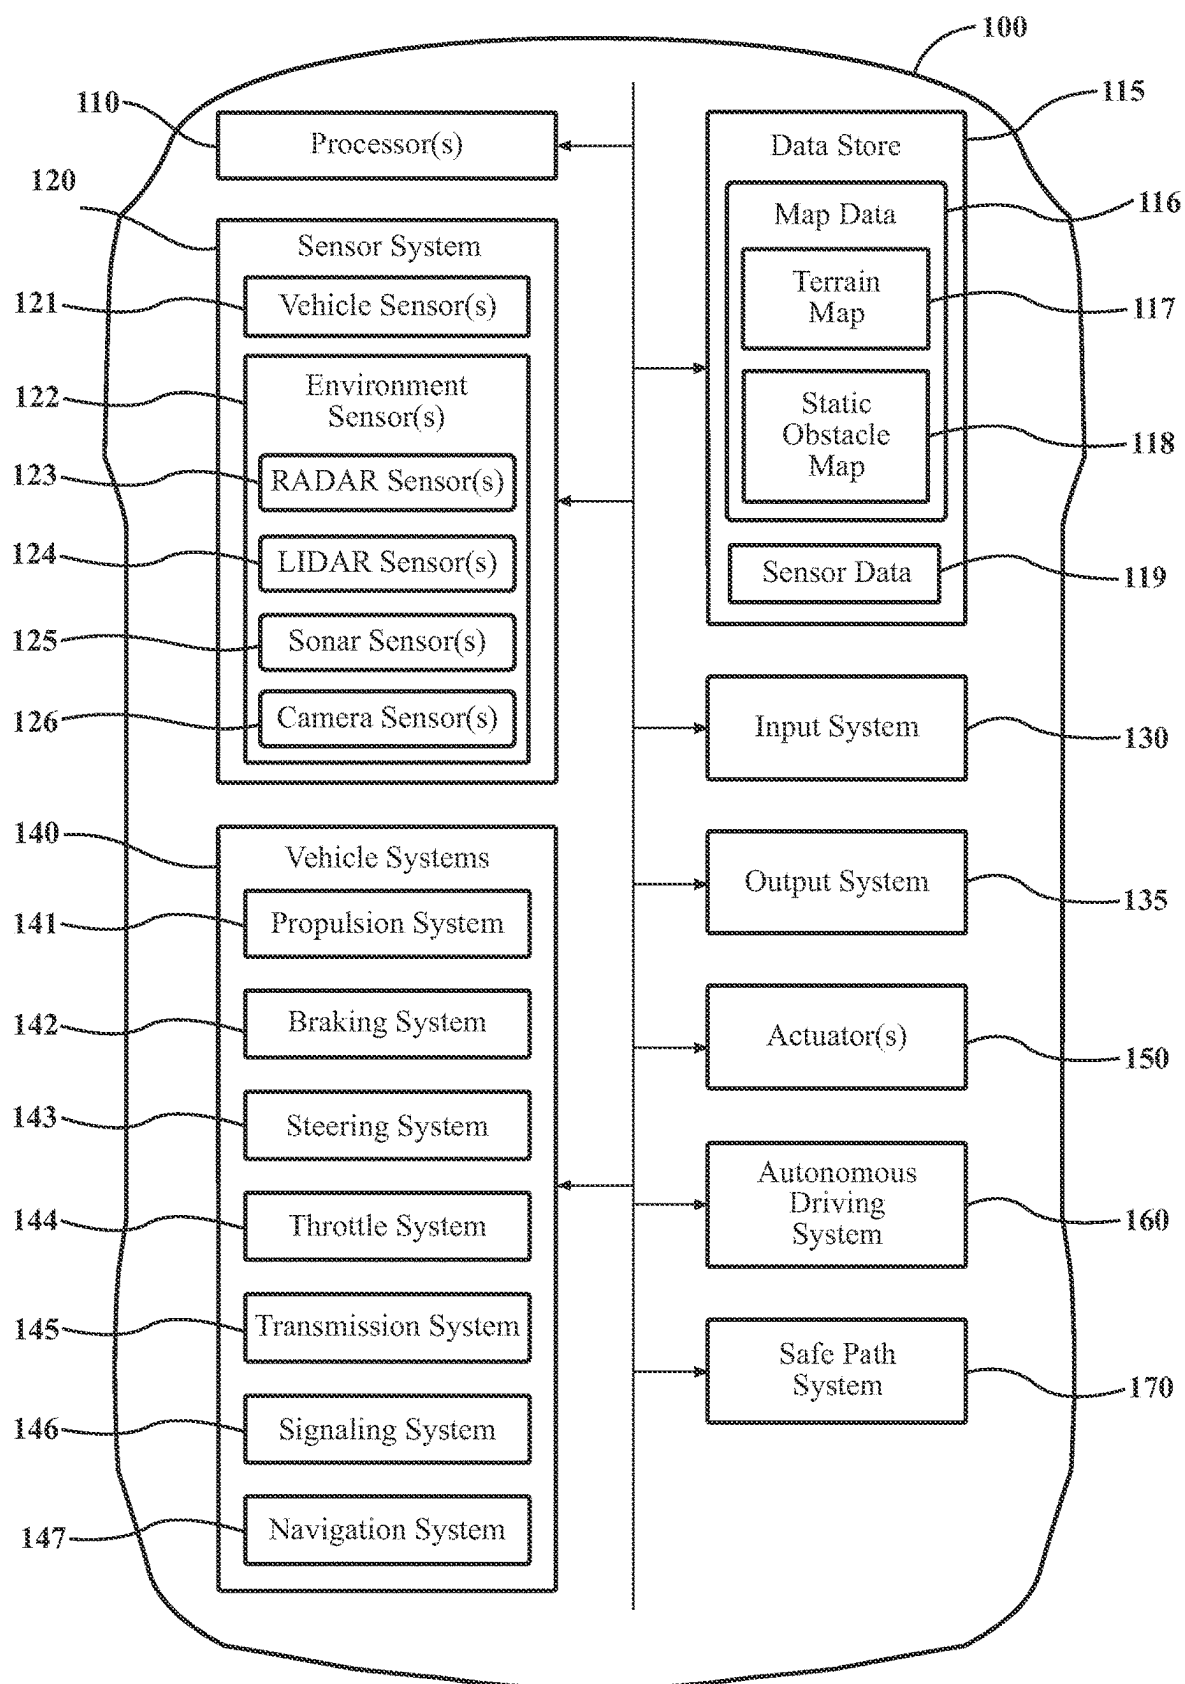 100
110
Processor(s)
120
Sensor System
121
Vehicle Sensor(s)
122
Environment
Sensor(s)
123
RADAR Sensor(s)
124
LIDAR Sensor(s)
125
Sonar Sensor(s)
126
Camera Sensor(s)
140
Vehicle Systems
141
Propulsion System
142
Braking System
143
Steering System
144
Throttle System
145
Transmission System
146
Signaling System
147
Navigation System
115
Data Store
116
Map Data
Terrain
Map
117
Static
Obstacle
Map
118
Sensor Data
119
Input System
130
Output System
135
Actuator(s)
150
Autonomous
Driving
System
160
Safe Path
System
170